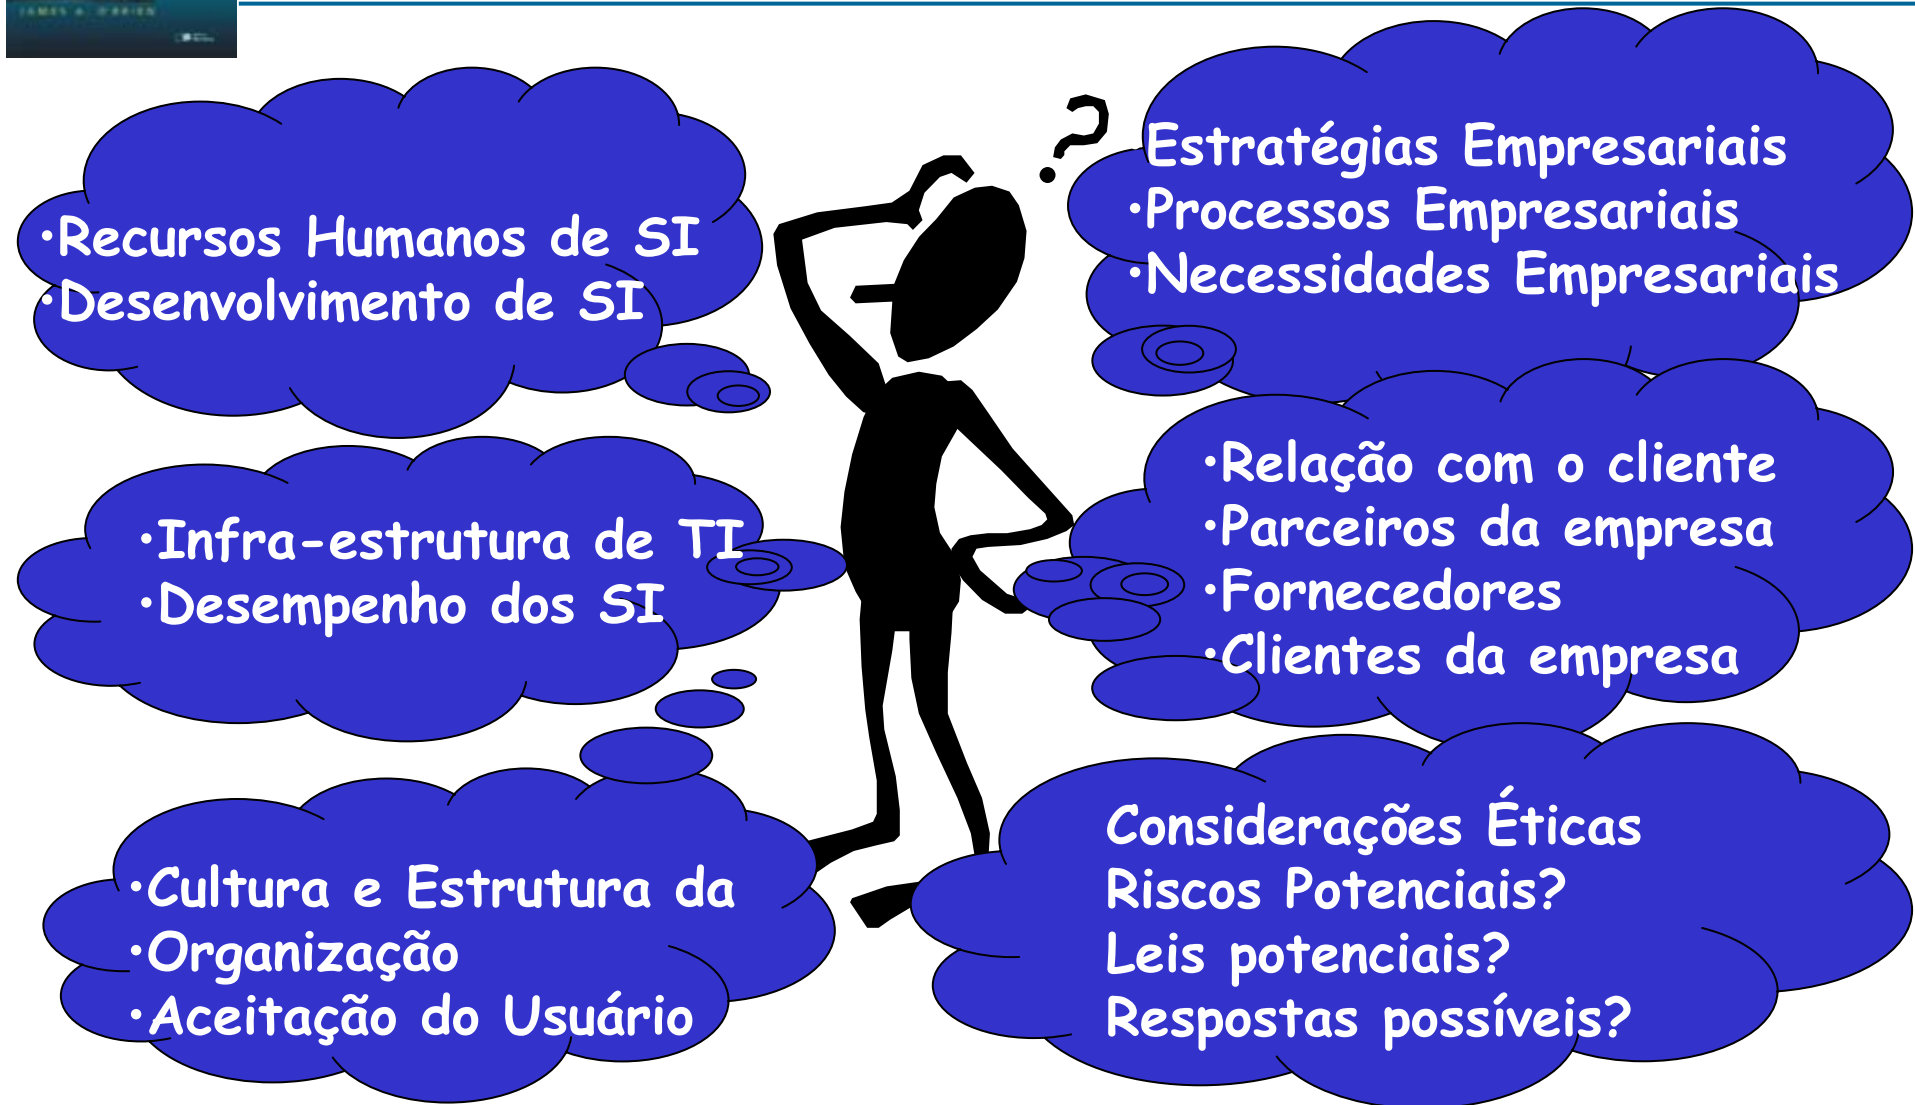 JAMES A. O'BRIEN
•Recursos Humanos de SI
•Desenvolvimento de SI
?
Estratégias Empresariais
•Processos Empresariais
•Necessidades Empresariais
•Infra-estrutura de TI
•Desempenho dos SI
•Relação com o cliente
•Parceiros da empresa
•Fornecedores
•Clientes da empresa
•Cultura e Estrutura da
•Organização
•Aceitação do Usuário
Considerações Éticas
Riscos Potenciais?
Leis potenciais?
Respostas possíveis?